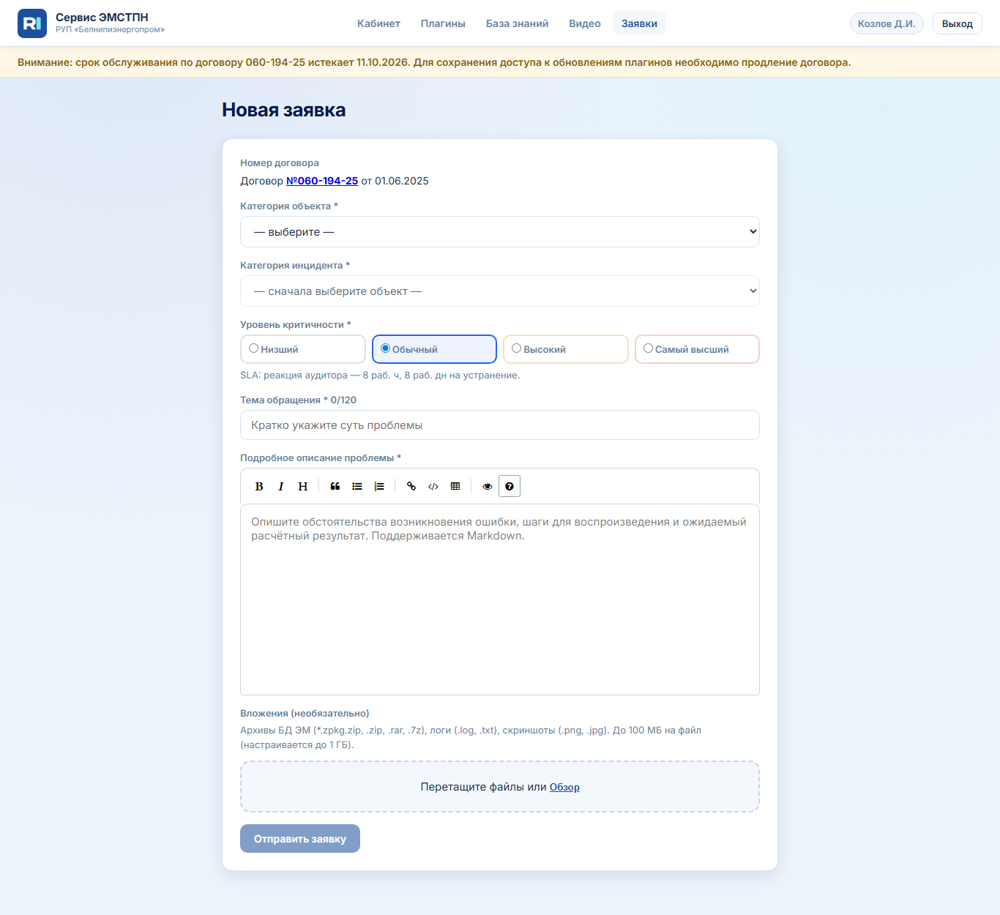 RI
Сервис ЭМСТПН
РУП «Белнипиэнергопром»
Кабинет
Плагины
База знаний
Видео
Заявки
Козлов Д.И.
Выход
Внимание: срок обслуживания по договору 060-194-25 истекает 11.10.2026. Для сохранения доступа к обновлениям плагинов необходимо продление договора.
Новая заявка
Номер договора
Договор №060-194-25 от 01.06.2025
Категория объекта *
— выберите —
Категория инцидента *
— сначала выберите объект —
Уровень критичности *
Низший
Обычный
Высокий
Самый высший
SLA: реакция аудитора — 8 раб. ч, 8 раб. дн на устранение.
Тема обращения * 0/120
Кратко укажите суть проблемы
Подробное описание проблемы *
B I H
Опишите обстоятельства возникновения ошибки, шаги для воспроизведения и ожидаемый
расчётный результат. Поддерживается Markdown.
Вложения (необязательно)
Архивы БД ЭМ (*.zpkg.zip, .zip, .rar, .7z), логи (.log, .txt), скриншоты (.png, .jpg). До 100 МБ на файл
(настраивается до 1 ГБ).
Перетащите файлы или Обзор
Отправить заявку